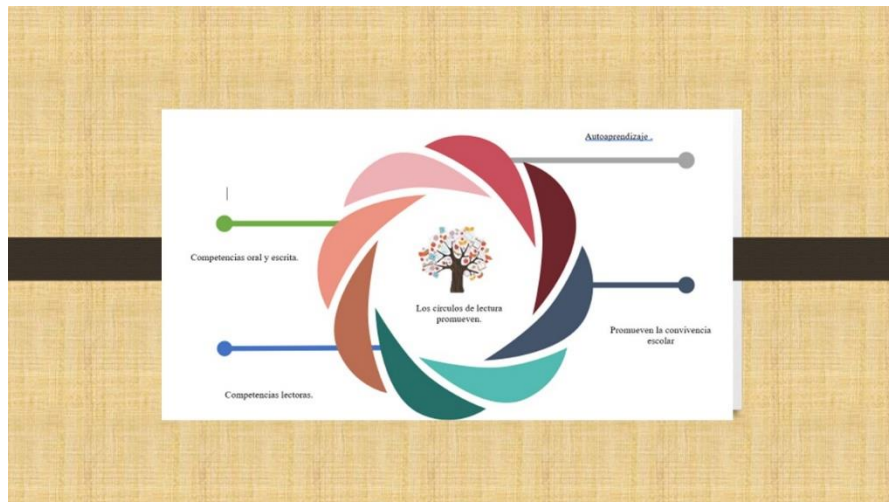 Autoaprendizaje .
Competencias oral y escrita.
Los círculos de lectura
promueven.
Promueven la convivencia
escolar
Competencias lectoras.